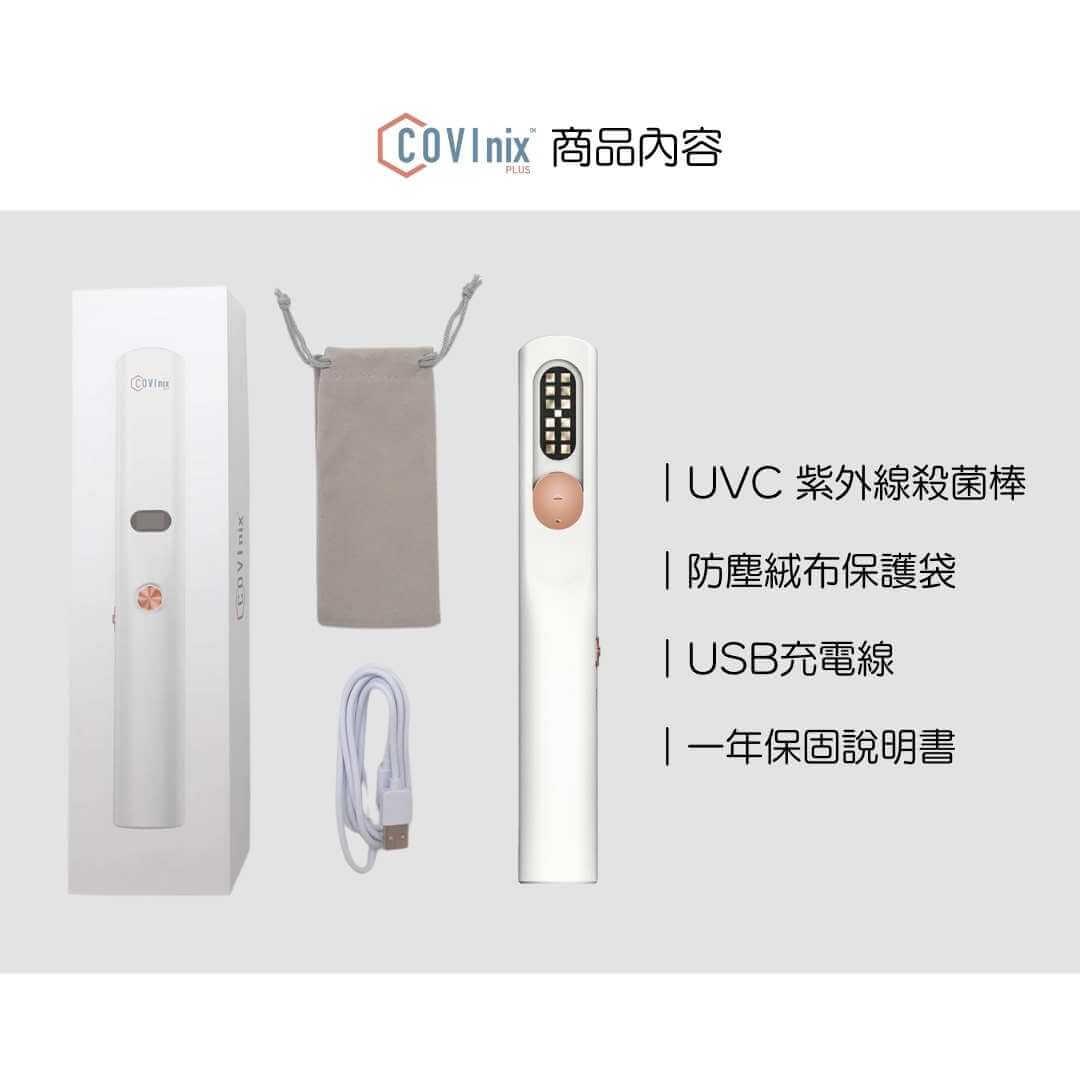 COVInix™ 商品內容
PLUS
COVInix
COVInix
｜UVC 紫外線殺菌棒
｜防塵絨布保護袋
｜USB充電線
｜一年保固說明書